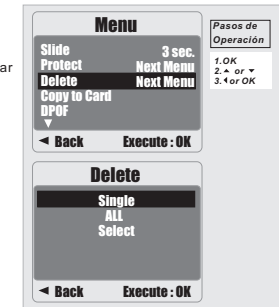 ar
Menu
Slide 3 sec.
Protect Next Menu
Delete Next Menu
Copy to Card
DPOF
▼
◄ Back Execute : OK
Pasos de
Operación
1.OK
2.▲ or ▼
3.◄ or OK
Delete
Single
ALL
Select
◄ Back Execute : OK